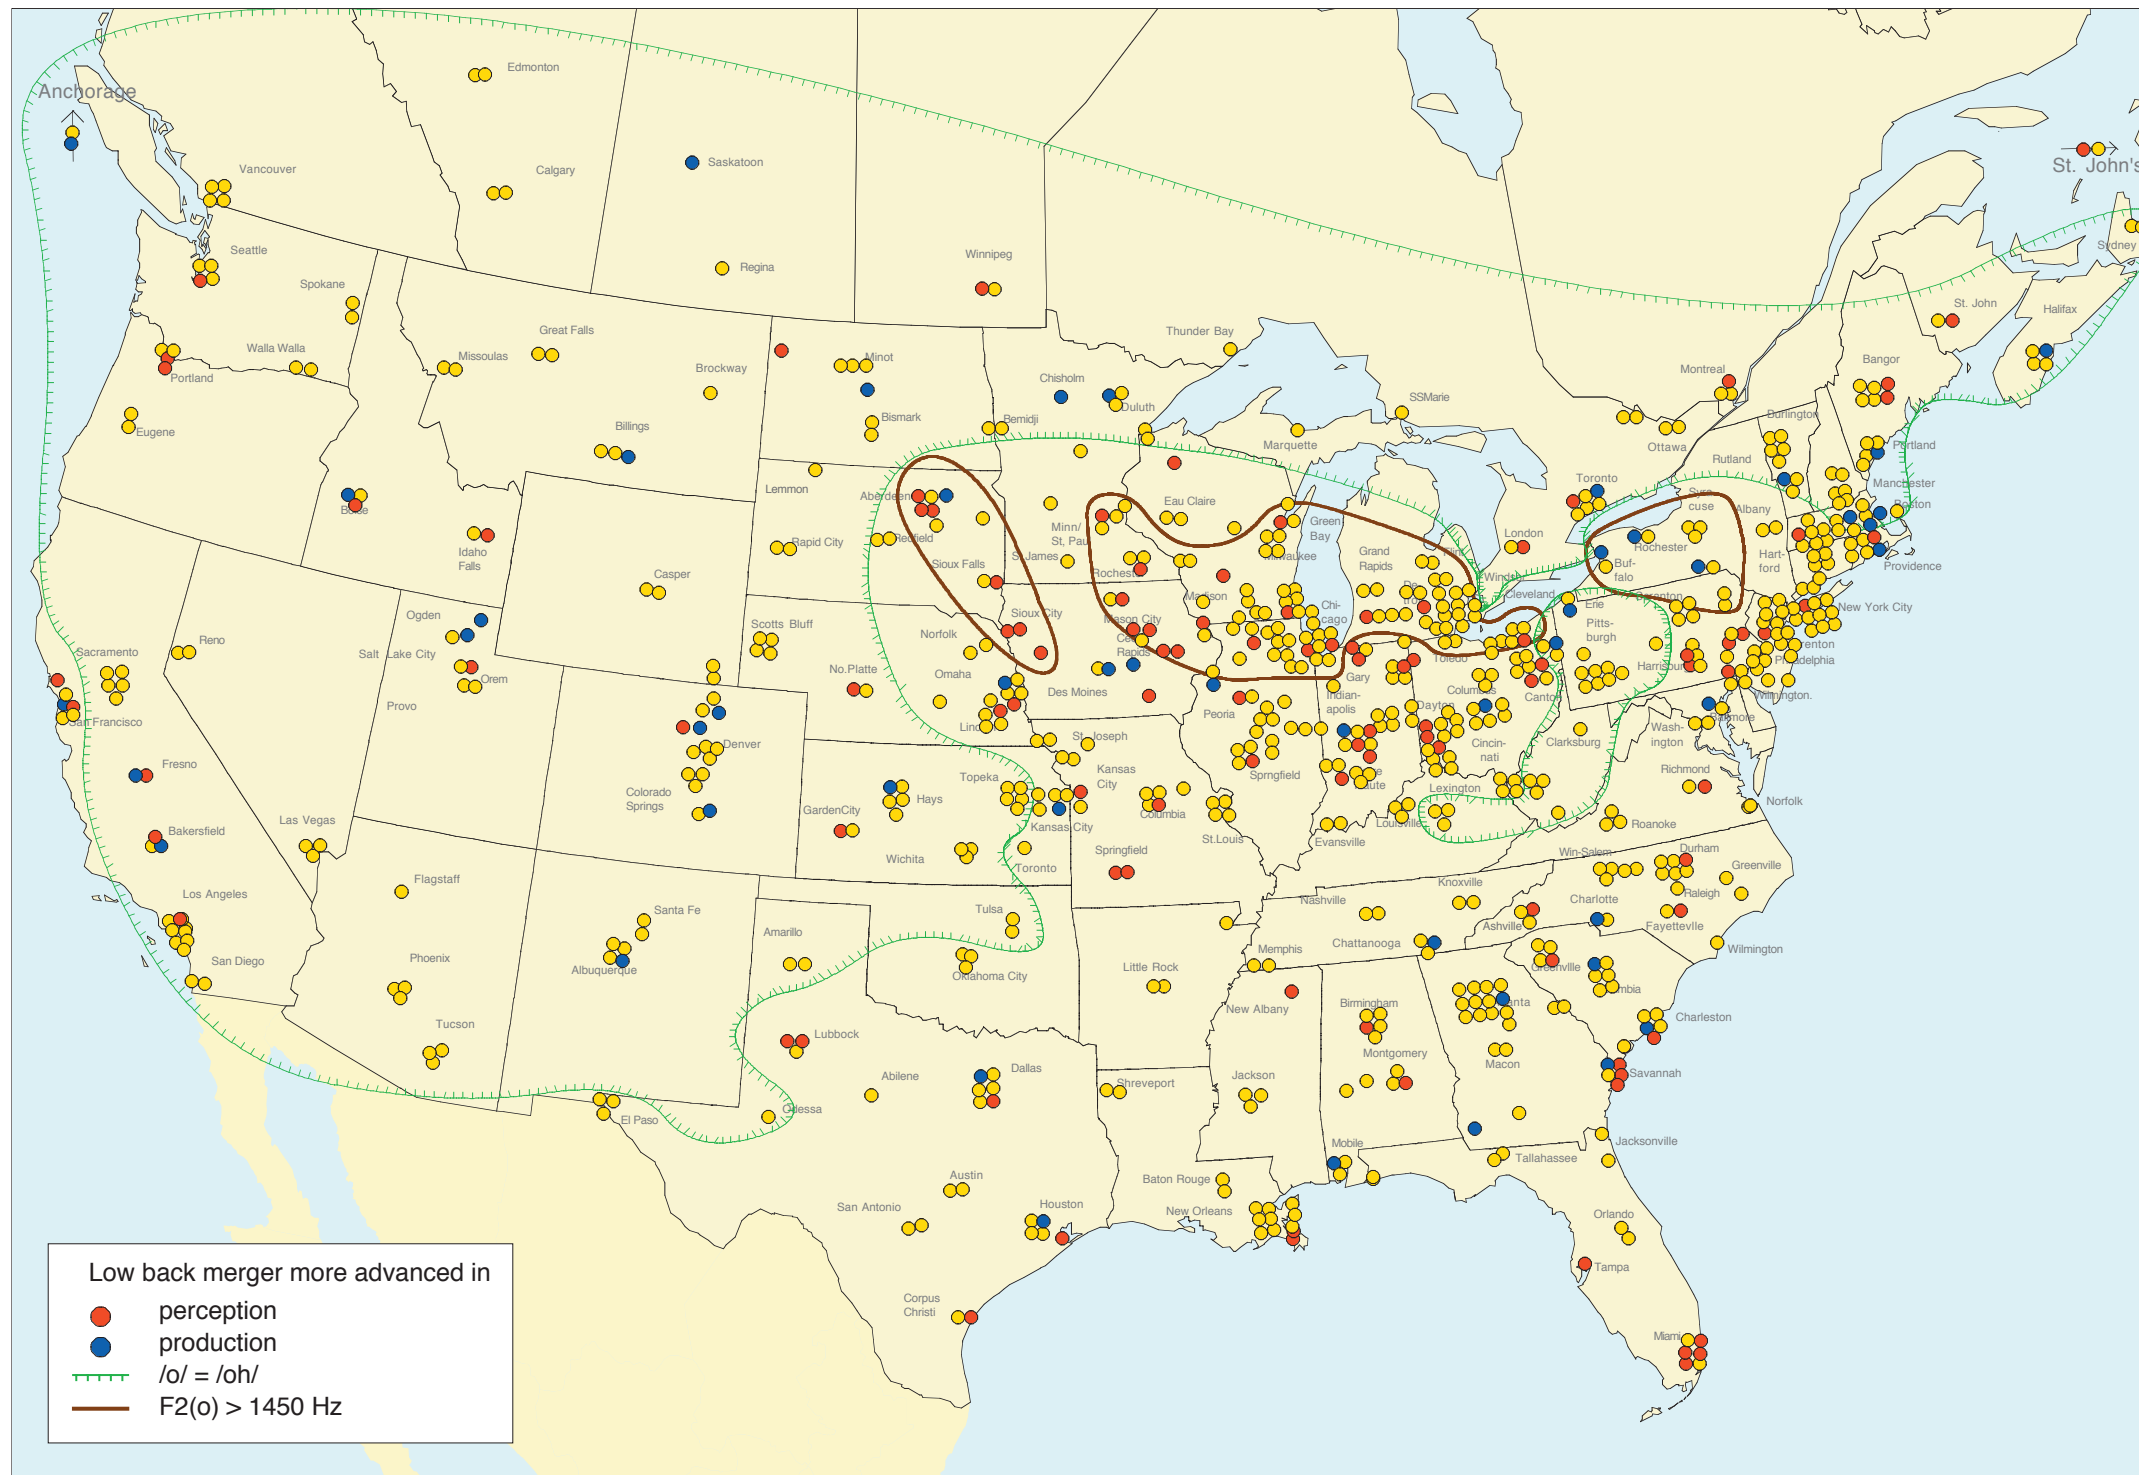 Edmonton
Anchorage
Vancouver
Calgary
Saskatoon
St. John's
Seattle
Regina
Winnipeg
Sydney
Spokane
St. John
Halifax
Great Falls
Thunder Bay
Walla Walla
Missoulas
Minot
Bangor
Portland
Brockway
Chisholm
Montreal
SSMarie
Duluth
Eugene
Billings
Bismark
Bemidji
Marquette
Ottawa
Portland
Rutland
Lemmon
Aberdeen
Toronto
Manchester
Eau Claire
Syra-
cuse
Albany
Boston
Boise
Minn/
Green
Bay
Idaho
Falls
Rapid City
Redfield
St. James
Grand
Rapids
London
Rochester
Hart-
ford
Providence
Casper
Sioux Falls
Buf-
falo
Windsor
Cleveland
Ogden
Scotts Bluff
Sioux City
Madison
Chi-
cago
Erie
New York City
Reno
Norfolk
Mason City
Pitts-
burgh
Sacramento
Salt Lake City
Rapids
Toledo
Philadelphia
Orem
No.Platte
Omaha
Des Moines
Gary
Harrisburg
Provo
Indian-
apolis
Columbus
Canton
Wilmington.
San Francisco
Peoria
Dayton
Baltimore
Denver
St. Joseph
Cincin-
nati
Clarksburg
Wash-
ington
Fresno
Topeka
Kansas
City
Sprngfield
Richmond
Colorado
Springs
Hays
Lexington
Norfolk
GardenCity
Columbia
Las Vegas
Kansas City
Louisville
Roanoke
Bakersfield
St.Louis
Evansville
Wichita
Springfield
Win-Salem
Durham
Toronto
Greenville
Flagstaff
Knoxville
Los Angeles
Nashville
Charlotte
Raleigh
Santa Fe
Tulsa
Ashville
Fayettevlle
Amarillo
Chattanooga
Memphis
Wilmington
San Diego
Phoenix
Albuquerque
Oklahoma City
Little Rock
Greenvllle
New Albany
Birmingham
Charleston
Tucson
Lubbock
Montgomery
Macon
Dallas
Savannah
Abilene
Shreveport
Jackson
El Paso
Odessa
Jacksonville
Mobile
Tallahassee
Austin
Baton Rouge
San Antonio
Houston
New Orleans
Orlando
Tampa
Corpus
Christi
Miami
Low back merger more advanced in
perception
production
/o/ = /oh/
F2(o) > 1450 Hz